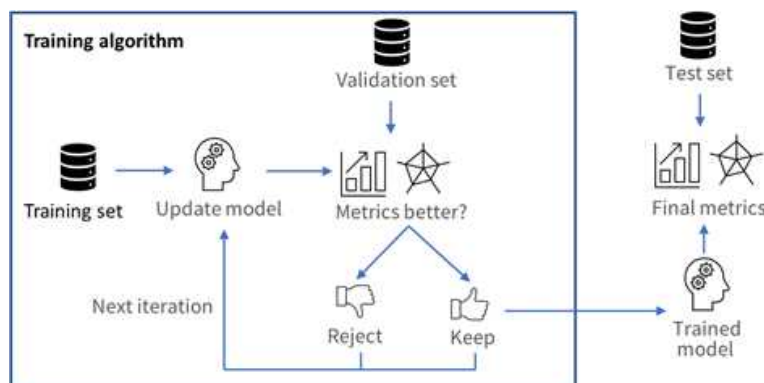 Training algorithm
Validation set
Test set
Training set
Update model
Metrics better?
Final metrics
Next iteration
Reject
Keep
Trained
model